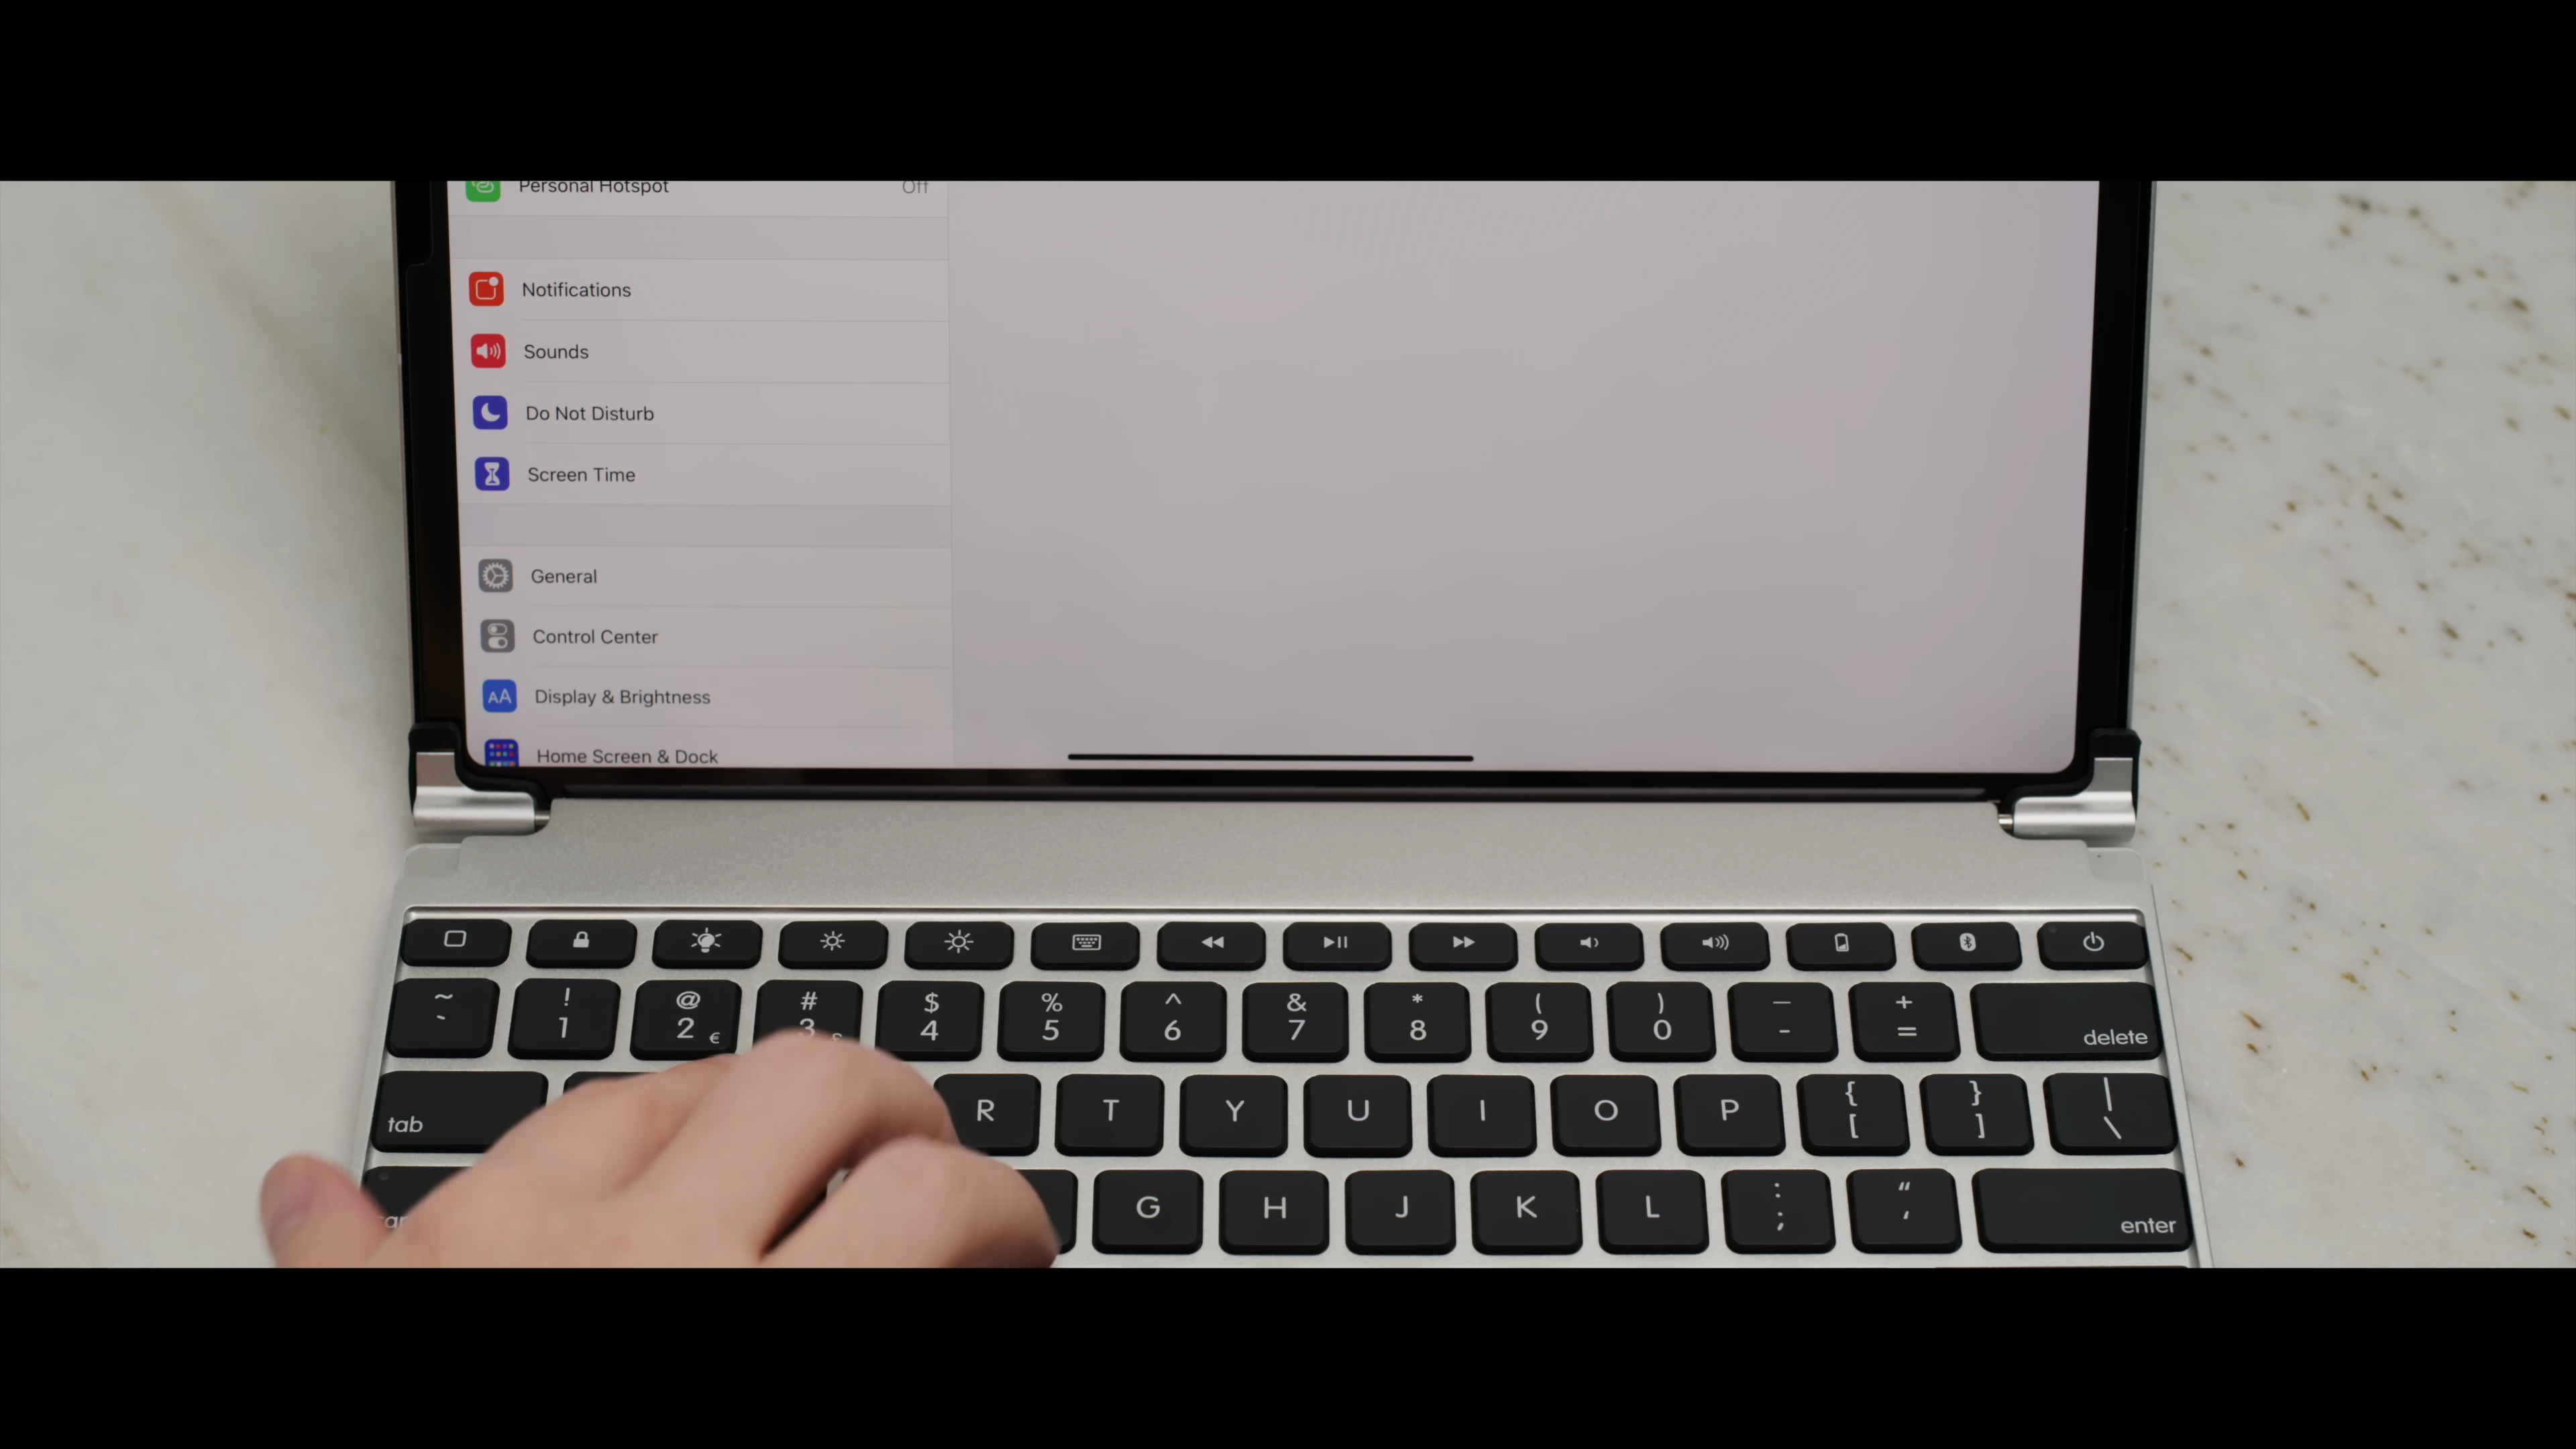 Personal Hotspot Off
Notifications
Sounds
Do Not Disturb
Screen Time
General
Control Center
AA Display & Brightness
Home Screen & Dock
~ ! @ # $ % ^ & * ( ) — +
` 1 2 € 3 4 5 6 7 8 9 0 - = delete
tab R T Y U I O P { [ } ] | \
G H J K L : ; “ ‘ enter